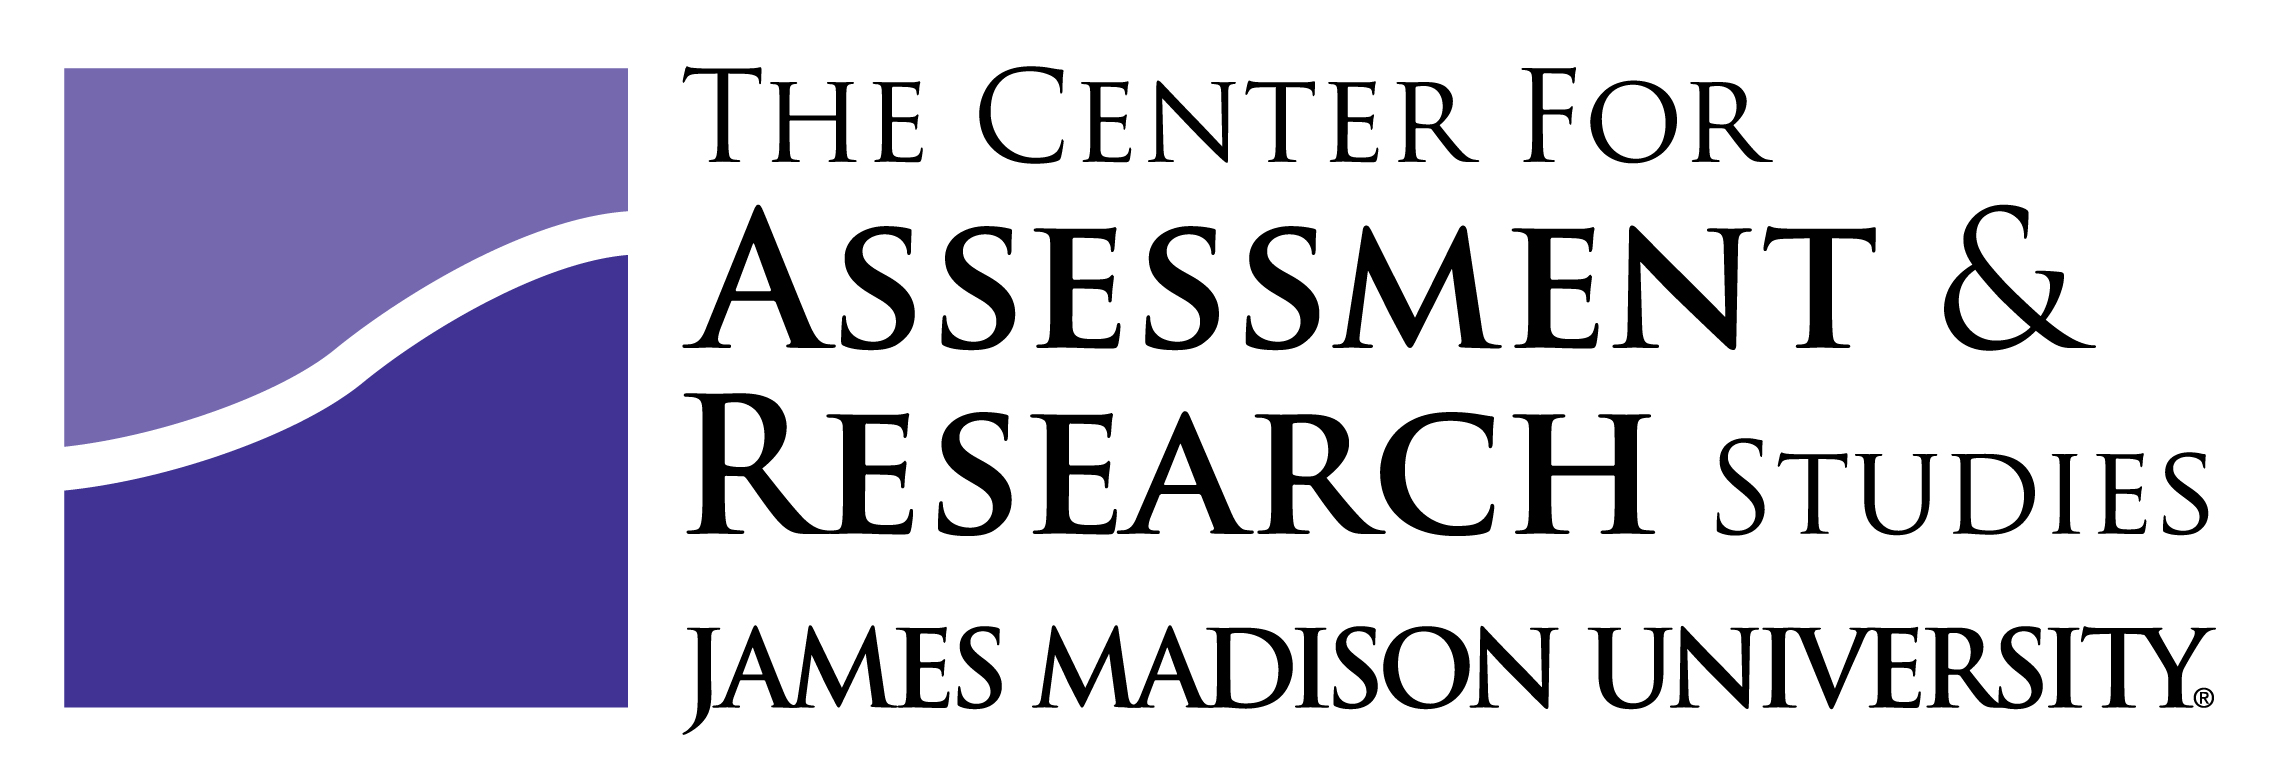 THE CENTER FOR
ASSESSMENT &
RESEARCH STUDIES
JAMES MADISON UNIVERSITY®